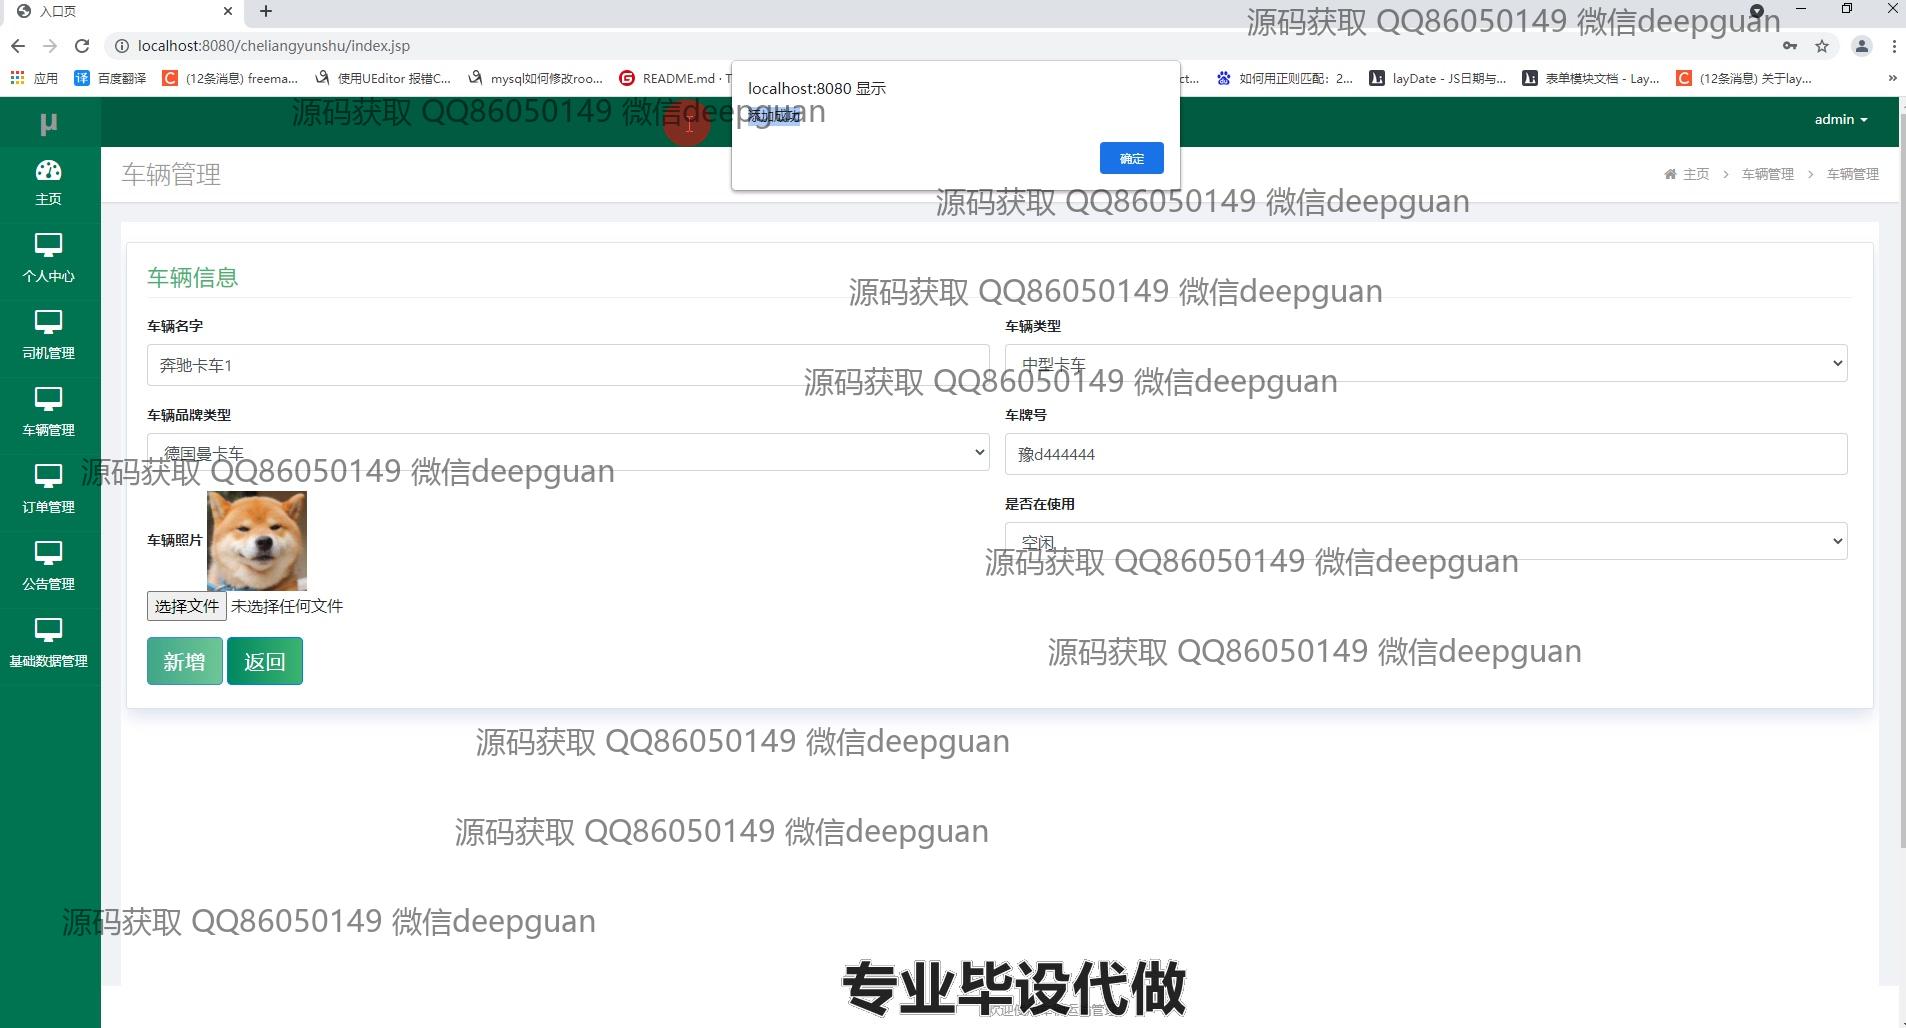 入口页
源码获取 QQ86050149 微信deepguan
localhost:8080/cheliangyunshu/index.jsp
应用
百度翻译
(12条消息) freema...
使用UEditor 报错C...
mysql如何修改roo...
README.md · T
ct...
如何用正则匹配：2...
layDate - JS日期与...
表单模块文档 - Lay...
(12条消息) 关于lay...
»
localhost:8080 显示
添加成功
确定
源码获取 QQ86050149 微信deepguan
μ
admin
车辆管理
主页 > 车辆管理 > 车辆管理
源码获取 QQ86050149 微信deepguan
主页
个人中心
司机管理
车辆管理
订单管理
公告管理
基础数据管理
车辆信息
源码获取 QQ86050149 微信deepguan
车辆名字
车辆类型
奔驰卡车1
中型卡车
源码获取 QQ86050149 微信deepguan
车辆品牌类型
车牌号
德国曼卡车
豫d444444
源码获取 QQ86050149 微信deepguan
车辆照片
是否在使用
空闲
源码获取 QQ86050149 微信deepguan
选择文件 未选择任何文件
新增
返回
源码获取 QQ86050149 微信deepguan
源码获取 QQ86050149 微信deepguan
源码获取 QQ86050149 微信deepguan
源码获取 QQ86050149 微信deepguan
专业毕设代做